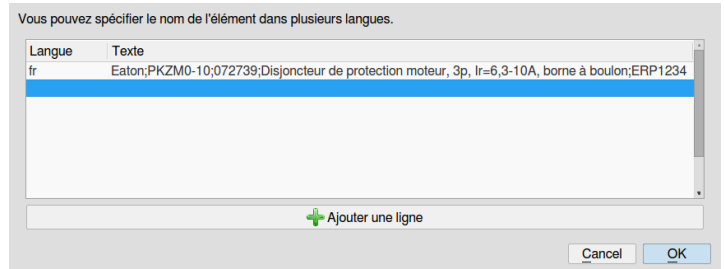 Vous pouvez spécifier le nom de l'élément dans plusieurs langues.
Langue Texte
fr Eaton;PKZM0-10;072739;Disjoncteur de protection moteur, 3p, Ir=6,3-10A, borne à boulon;ERP1234
Ajouter une ligne
Cancel OK